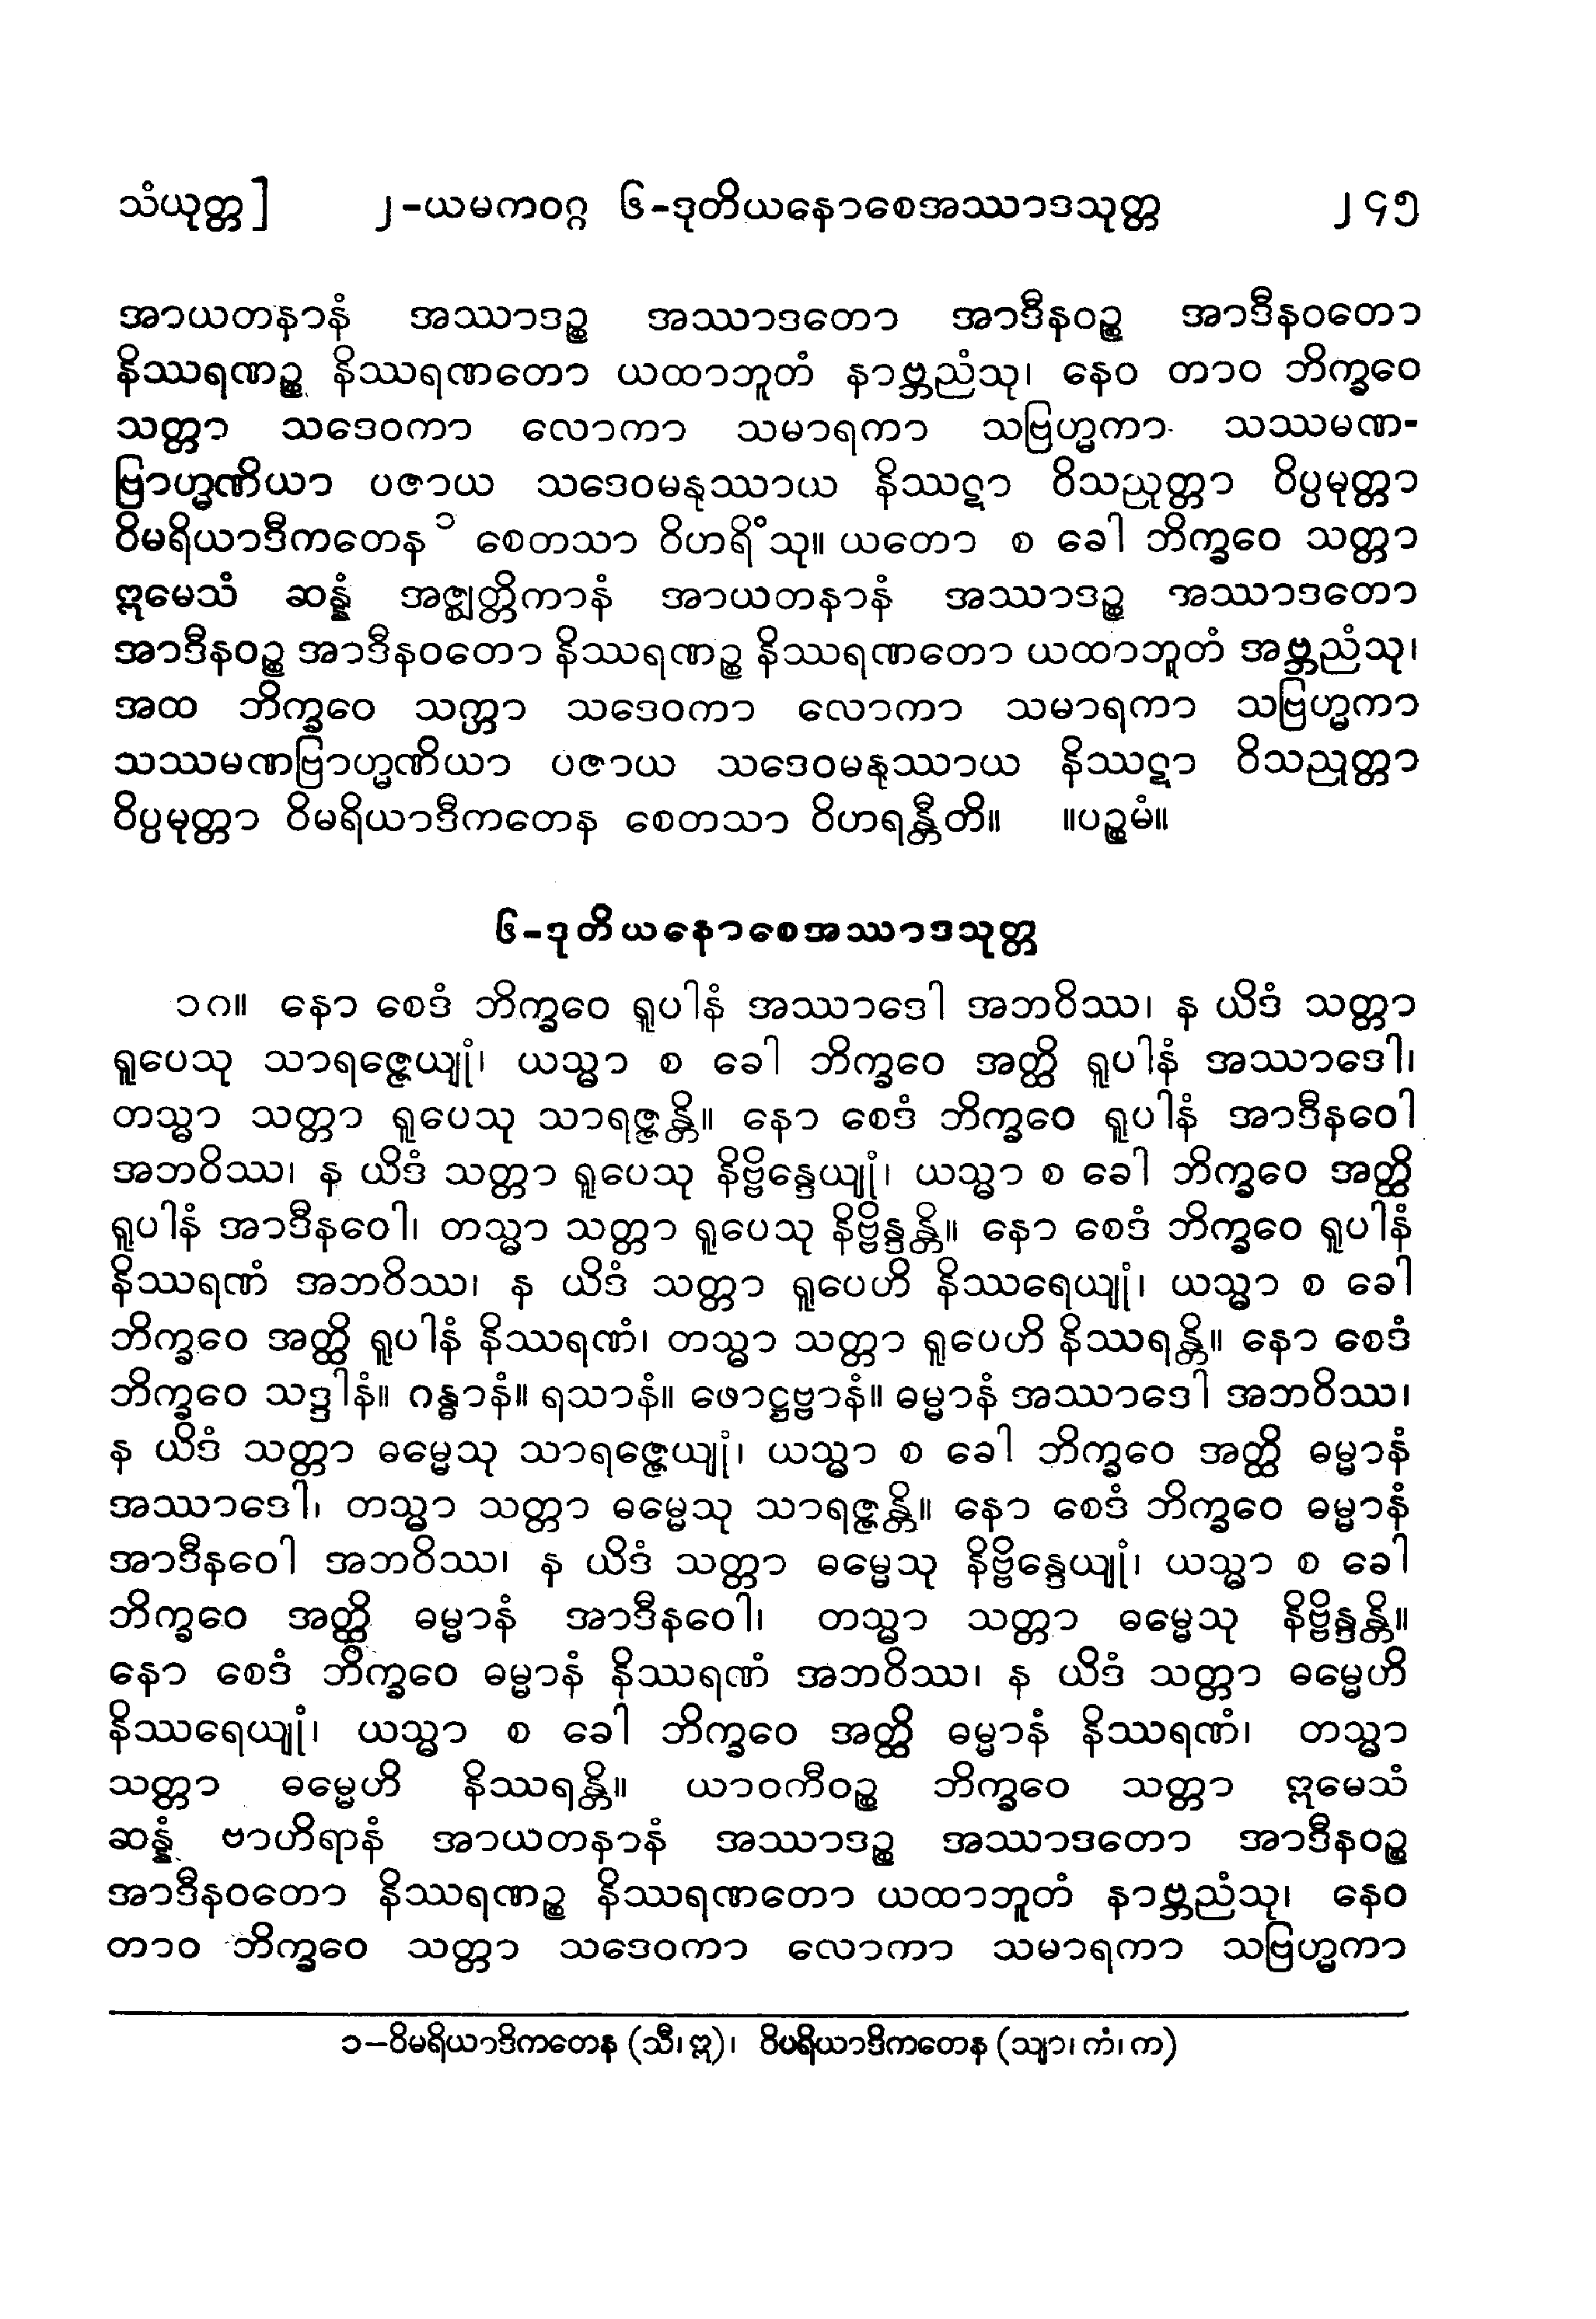 သံယုတ္တ] ၂-ယမကဝဂ္ဂ ၆-ဒုတိယနောစေအဿာဒသုတ္တ ၂၄၅
အာယတနာနံ အဿာဒဉ္စ အဿာဒတော အာဒီနဝဉ္စ အာဒီနဝတော
နိဿရဏဉ္စ နိဿရဏတော ယထာဘူတံ နာဗ္ဘညံသု၊ နေဝ တာဝ ဘိက္ခဝေ
သတ္တာ သဒေဝကာ လောကာ သမာရကာ သဗြဟ္မကာ သဿမဏ-
ဗြာဟ္မဏိယာ ပဇာယ သဒေဝမနုဿာယ နိဿဋာ ဝိသညုတ္တာ ဝိပ္ပမုတ္တာ
ဝိမရိယာဒီကတေန ၁ စေတသာ ဝိဟရိံသု။ ယတော စ ခေါ ဘိက္ခဝေ သတ္တာ
ဣမေသံ ဆန္နံ အဇ္ဈတ္တိကာနံ အာယတနာနံ အဿာဒဉ္စ အဿာဒတော
အာဒီနဝဉ္စ အာဒီနဝတော နိဿရဏဉ္စ နိဿရဏတော ယထာဘူတံ အဗ္ဘညံသု၊
အထ ဘိက္ခဝေ သတ္တာ သဒေဝကာ လောကာ သမာရကာ သဗြဟ္မကာ
သဿမဏဗြာဟ္မဏိယာ ပဇာယ သဒေဝမနုဿာယ နိဿဋာ ဝိသညုတ္တာ
ဝိပ္ပမုတ္တာ ဝိမရိယာဒီကတေန စေတသာ ဝိဟရန္တီတိ။ ။ပဉ္စမံ။
၆-ဒုတိယနောစေအဿာဒသုတ္တ
၁၈။ နော စေဒံ ဘိက္ခဝေ ရူပါနံ အဿာဒေါ အဘဝိဿ၊ န ယိဒံ သတ္တာ
ရူပေသု သာရဇ္ဇေယျုံ၊ ယသ္မာ စ ခေါ ဘိက္ခဝေ အတ္ထိ ရူပါနံ အဿာဒေါ၊
တသ္မာ သတ္တာ ရူပေသု သာရဇ္ဇန္တိ။ နော စေဒံ ဘိက္ခဝေ ရူပါနံ အာဒီနဝေါ
အဘဝိဿ၊ န ယိဒံ သတ္တာ ရူပေသု နိဗ္ဗိန္ဒေယျုံ၊ ယသ္မာ စ ခေါ ဘိက္ခဝေ အတ္ထိ
ရူပါနံ အာဒီနဝေါ၊ တသ္မာ သတ္တာ ရူပေသု နိဗ္ဗိန္ဒန္တိ။ နော စေဒံ ဘိက္ခဝေ ရူပါနံ
နိဿရဏံ အဘဝိဿ၊ န ယိဒံ သတ္တာ ရူပေဟိ နိဿရေယျုံ၊ ယသ္မာ စ ခေါ
ဘိက္ခဝေ အတ္ထိ ရူပါနံ နိဿရဏံ၊ တသ္မာ သတ္တာ ရူပေဟိ နိဿရန္တိ။ နော စေဒံ
ဘိက္ခဝေ သဒ္ဒါနံ။ ဂန္ဓာနံ။ ရသာနံ။ ဖောဋ္ဌဗ္ဗာနံ။ ဓမ္မာနံ အဿာဒေါ အဘဝိဿ၊
န ယိဒံ သတ္တာ ဓမ္မေသု သာရဇ္ဇေယျုံ၊ ယသ္မာ စ ခေါ ဘိက္ခဝေ အတ္ထိ ဓမ္မာနံ
အဿာဒေါ၊ တသ္မာ သတ္တာ ဓမ္မေသု သာရဇ္ဇန္တိ။ နော စေဒံ ဘိက္ခဝေ ဓမ္မာနံ
အာဒီနဝေါ အဘဝိဿ၊ န ယိဒံ သတ္တာ ဓမ္မေသု နိဗ္ဗိန္ဒေယျုံ၊ ယသ္မာ စ ခေါ
ဘိက္ခဝေ အတ္ထိ ဓမ္မာနံ အာဒီနဝေါ၊ တသ္မာ သတ္တာ ဓမ္မေသု နိဗ္ဗိန္ဒန္တိ။
နော စေဒံ ဘိက္ခဝေ ဓမ္မာနံ နိဿရဏံ အဘဝိဿ၊ န ယိဒံ သတ္တာ ဓမ္မေဟိ
နိဿရေယျုံ၊ ယသ္မာ စ ခေါ ဘိက္ခဝေ အတ္ထိ ဓမ္မာနံ နိဿရဏံ၊ တသ္မာ
သတ္တာ ဓမ္မေဟိ နိဿရန္တိ။ ယာဝကီဝဉ္စ ဘိက္ခဝေ သတ္တာ ဣမေသံ
ဆန္နံ ဗာဟိရာနံ အာယတနာနံ အဿာဒဉ္စ အဿာဒတော အာဒီနဝဉ္စ
အာဒီနဝတော နိဿရဏဉ္စ နိဿရဏတော ယထာဘူတံ နာဗ္ဘညံသု၊ နေဝ
တာဝ ဘိက္ခဝေ သတ္တာ သဒေဝကာ လောကာ သမာရကာ သဗြဟ္မကာ
၁-ဝိမရိယာဒိကတေန (သီ၊ဣ)၊ ဝိပရိယာဒိကတေန (သျာ၊ကံ၊က)